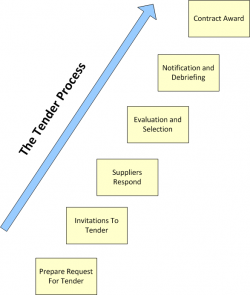 Contract Award
Notification and
Debriefing
The Tender Process
Evaluation and
Selection
Suppliers
Respond
Invitations To
Tender
Prepare Request
For Tender